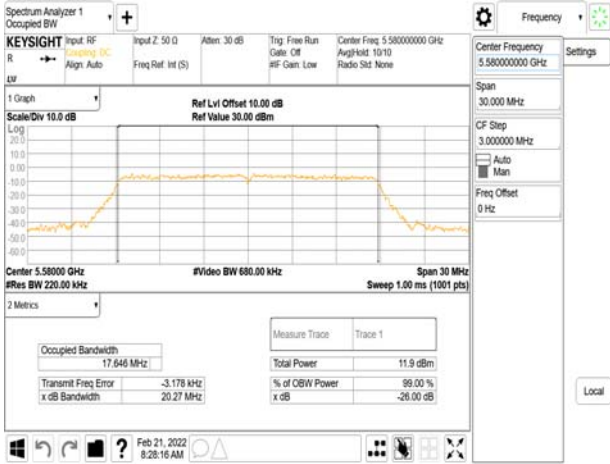 Spectrum Analyzer 1
Occupied BW
+
Frequency
KEYSIGHT
R
LVI
Input: RF
Coupling: DC
Align: Auto
Input Z: 50 Ω
Freq Ref: Int (S)
Atten: 30 dB
Trig: Free Run
Gate: Off
#IF Gain: Low
Center Freq: 5.580000000 GHz
Avg|Hold: 10/10
Radio Std: None
Center Frequency
5.580000000 GHz
Settings
Span
30.000 MHz
CF Step
3.000000 MHz
Auto
Man
Freq Offset
0 Hz
Local
1 Graph
Scale/Div 10.0 dB
Ref Lvl Offset 10.00 dB
Ref Value 30.00 dBm
Log
20.0
10.0
0.00
-10.0
-20.0
-30.0
-40.0
-50.0
-60.0
Center 5.58000 GHz
#Res BW 220.00 kHz
#Video BW 680.00 kHz
Span 30 MHz
Sweep 1.00 ms (1001 pts)
2 Metrics
Measure Trace Trace 1
Occupied Bandwidth
17.646 MHz
Total Power 11.9 dBm
Transmit Freq Error -3.178 kHz
% of OBW Power 99.00 %
x dB Bandwidth 20.27 MHz
x dB -26.00 dB
?
Feb 21, 2022
8:28:16 AM